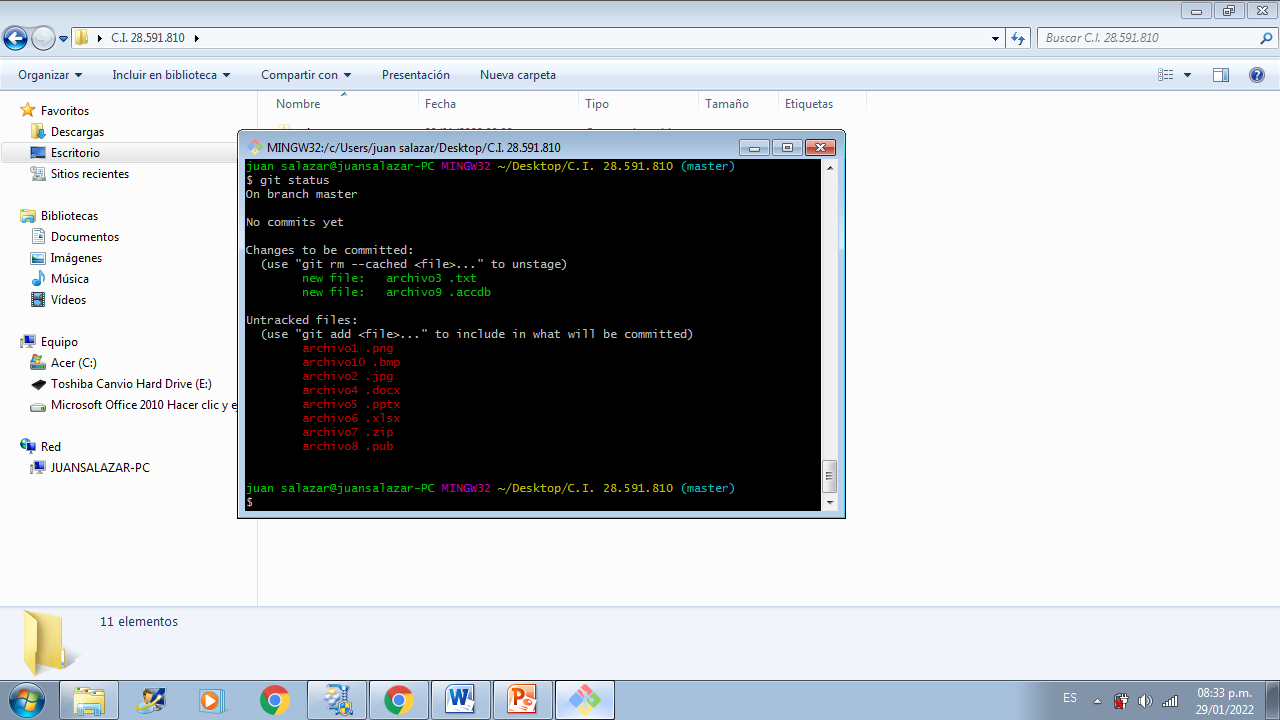 C.I. 28.591.810
Buscar C.I. 28.591.810
Organizar
Incluir en biblioteca
Compartir con
Presentación
Nueva carpeta
Nombre
Fecha
Tipo
Tamaño
Etiquetas
Favoritos
Descargas
Escritorio
Sitios recientes
Bibliotecas
Documentos
Imágenes
Música
Vídeos
Equipo
Acer (C:)
Hard Drive (E:)
Microsoft Office 2010 Hacer clic y e
Red
JUANSALAZAR-PC
MINGW32:/c/Users/juan salazar/Desktop/C.I. 28.591.810
juan salazar@juansalazar-PC MINGW32 ~/Desktop/C.I. 28.591.810 (master)
$ git status
On branch master
No commits yet
Changes to be committed:
(use "git rm --cached <file>..." to unstage)
new file:   archivo3 .txt
new file:   archivo9 .accdb
Untracked files:
(use "git add <file>..." to include in what will be committed)
archivo1 .png
archivo10 .bmp
archivo2 .jpg
archivo4 .docx
archivo5 .pptx
archivo6 .xlsx
archivo7 .zip
archivo8 .pub
juan salazar@juansalazar-PC MINGW32 ~/Desktop/C.I. 28.591.810 (master)
$
11 elementos
ES
08:33 p.m.
29/01/2022